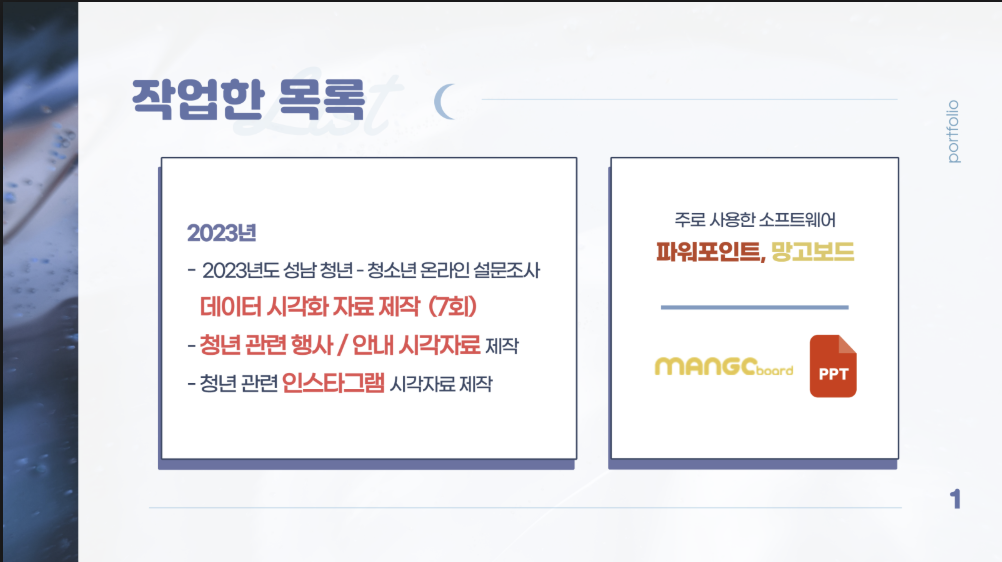 작업한 목록
List
portfolio
2023년
- 2023년도 성남 청년 - 청소년 온라인 설문조사
데이터 시각화 자료 제작 (7회)
- 청년 관련 행사 / 안내 시각자료 제작
- 청년 관련 인스타그램 시각자료 제작
주로 사용한 소프트웨어
파워포인트, 망고보드
MANGOboard
PPT
1